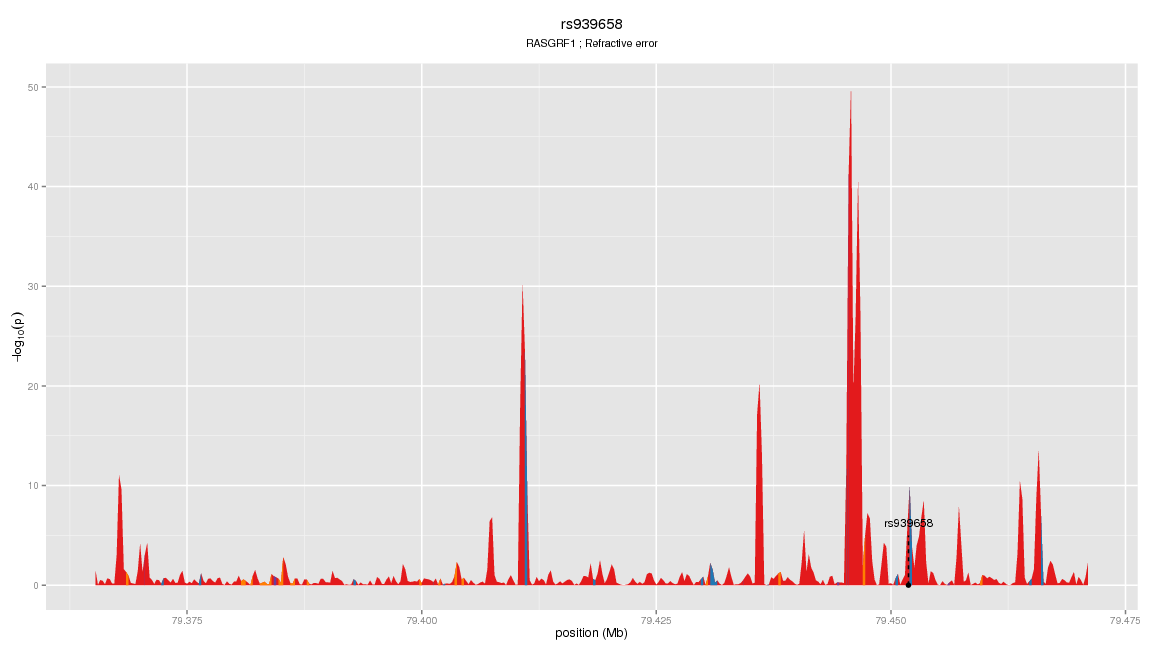 rs939658
RASGRF1 ; Refractive error
50
40
30
20
10
0
−log10(p)
rs939658
79.375 79.400 79.425 79.450 79.475
position (Mb)